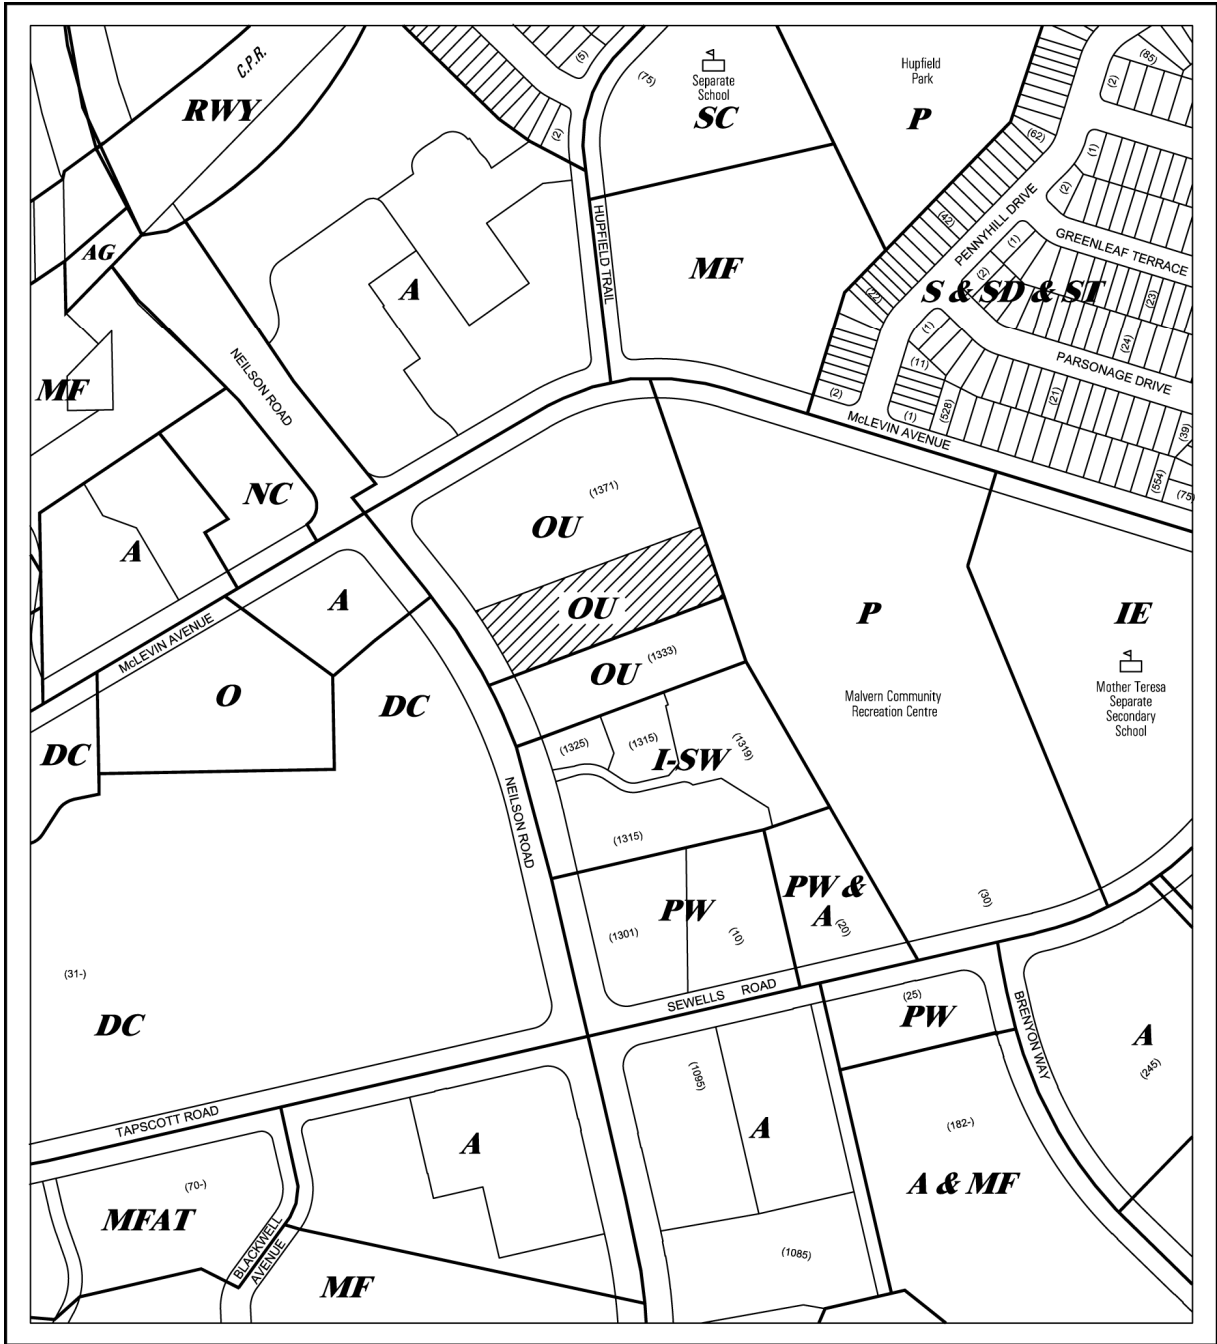 C.P.R.
RWY
(5)
(75)
Separate
School
SC
Hupfield
Park
P
(85)
(2)
(2)
(62)
(1)
(2)
(42)
PENNYHILL DRIVE
GREENLEAF TERRACE
AG
A
HUPFIELD TRAIL
MF
(1)
(2)
(22)
S & SD & ST
(23)
(24)
(1)
(11)
PARSONAGE DRIVE
MF
NEILSON ROAD
(2)
(1)
(528)
(21)
(39)
McLEVIN AVENUE
(554)
(75)
NC
(1371)
OU
A
A
OU
P
IE
McLEVIN AVENUE
OU
(1333)
O
DC
Malvern Community
Recreation Centre
Mother Teresa
Separate
Secondary
School
DC
(1325)
(1315)
(1319)
I-SW
NEILSON ROAD
(1315)
PW
(1301)
(10)
PW &
A
(20)
(30)
(31-)
DC
SEWELLS ROAD
(25)
PW
BRENYON WAY
A
(245)
(1095)
A
TAPSCOTT ROAD
A
(182-)
A & MF
(70-)
MFAT
BLACKWELL
AVENUE
MF
(1085)